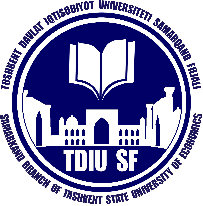 TOSHKENT DAVLAT IQTISODIYOT UNIVERSITETI SAMARQAND FILIALI
TDIU SF
SAMARKAND BRANCH OF TASHKENT STATE UNIVERSITY OF ECONOMICS